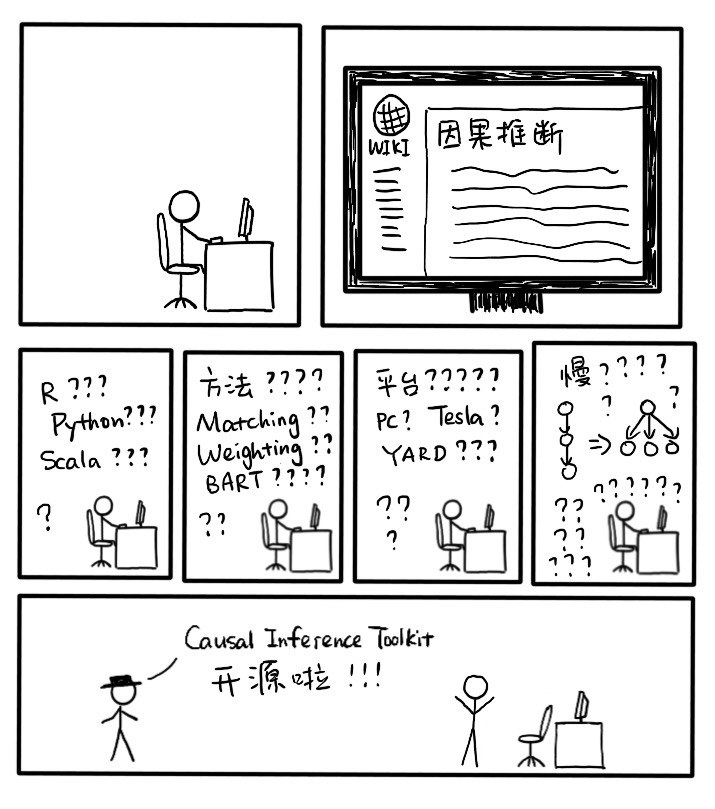 WIKI
因果推断
R ???
Python???
Scala ???
?
方法 ????
Matching ??
Weighting ??
BART ????
??
平台?????
PC? Tesla?
YARD ???
??
?
慢????
?
?
⇒
??????
??
??
???
Causal Inference Toolkit
开源啦!!!